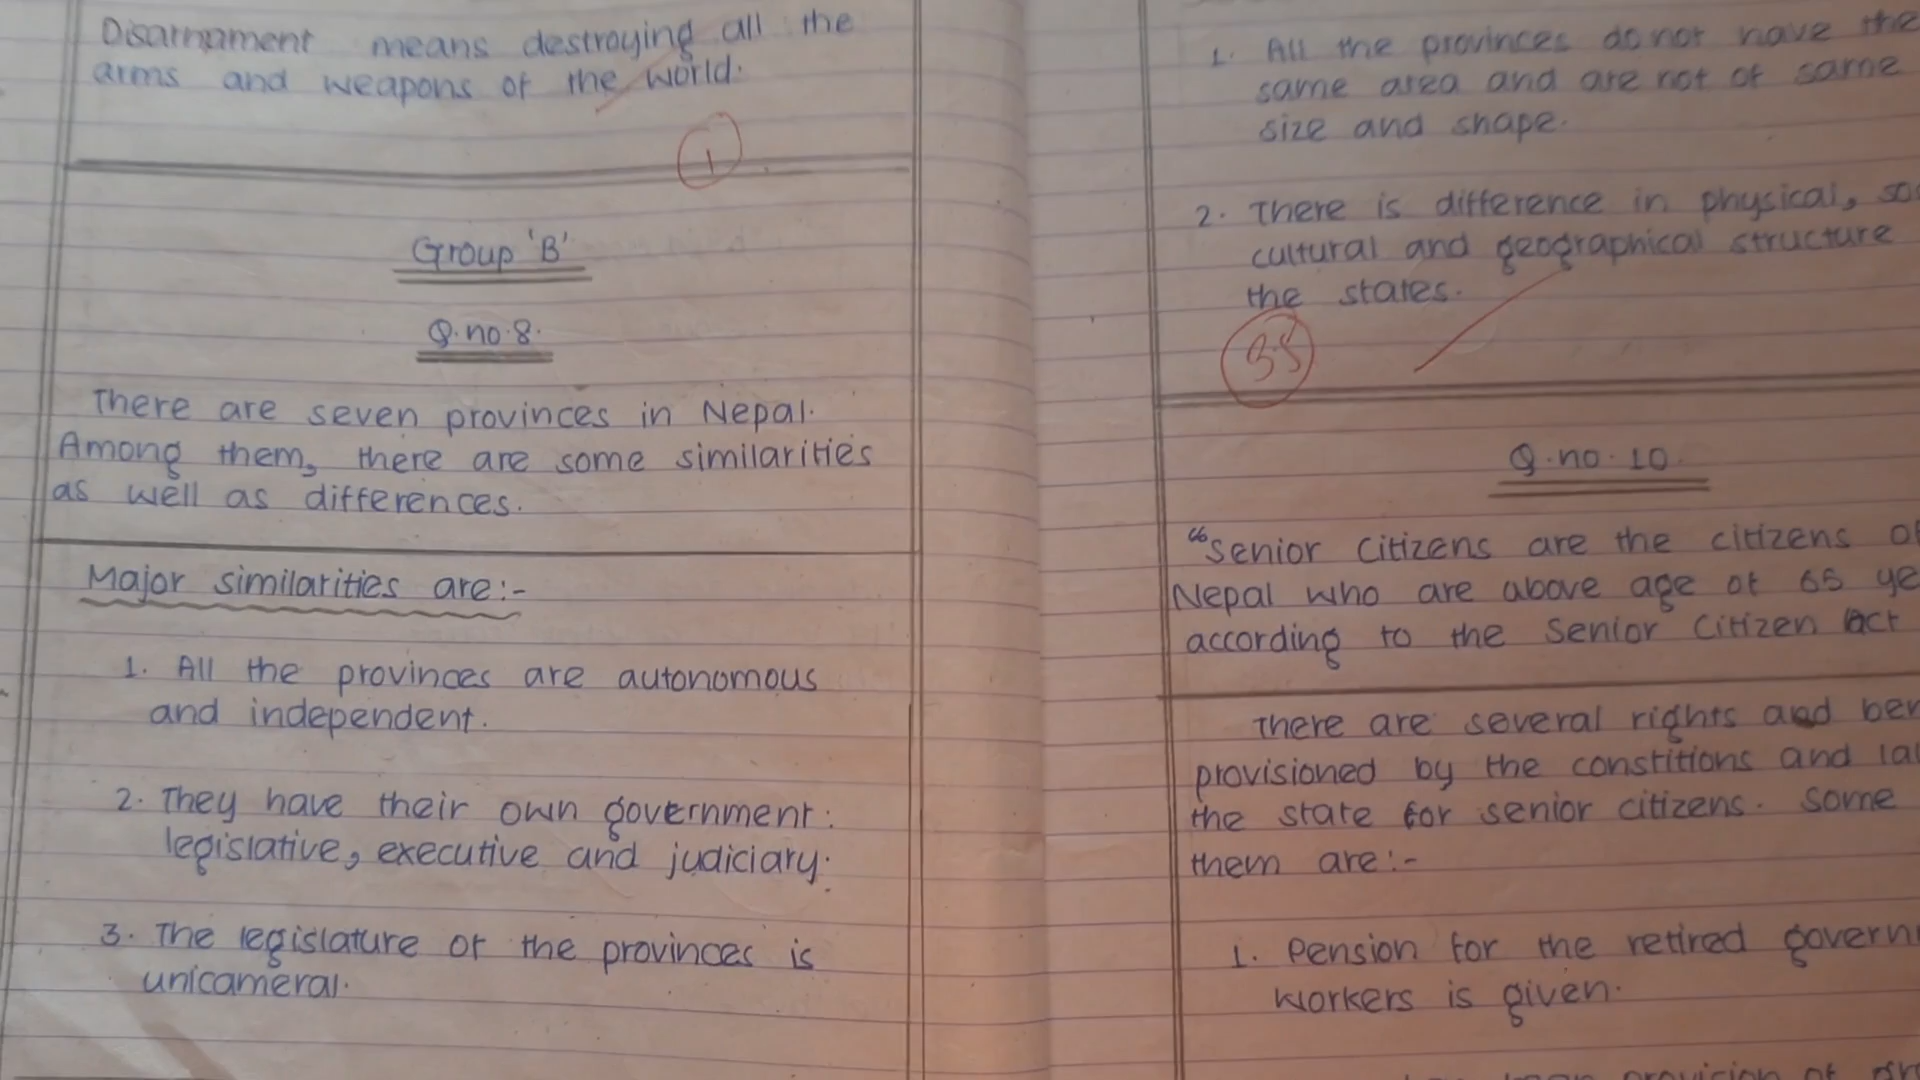 Disarmament means destroying all the
arms and weapons of the world.
1
Group 'B'
Q.no.8.
There are seven provinces in Nepal.
Among them, there are some similarities
as well as differences.
Major similarities are:-
1. All the provinces are autonomous
and independent.
2. They have their own government:
legislative, executive and judiciary.
3. The legislature of the provinces is
unicameral.
1. All the provinces do not have the
same area and are not of same
size and shape.
2. There is difference in physical,
cultural and geographical structure
the states.
3.5
Q.no.10.
"Senior citizens are the citizens of
Nepal who are above age of 65
according to the Senior Citizen Act
There are several rights and
provisioned by the constitions and
the state for senior citizens. Some
them are:-
1. Pension for the retired
workers is given.
provision of